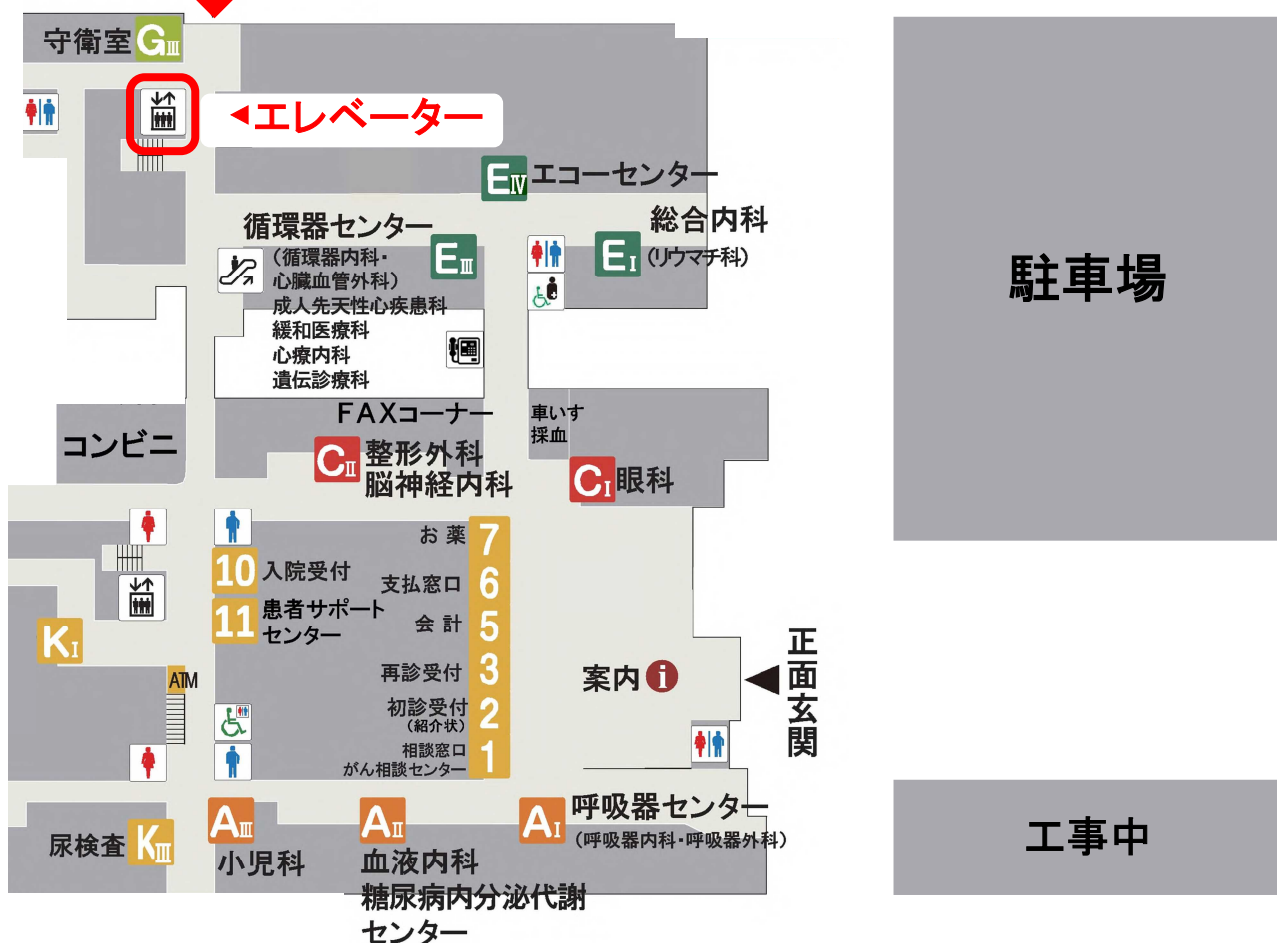 守衛室 GⅢ
◀エレベーター
EⅣ エコーセンター
総合内科
EⅠ (リウマチ科)
循環器センター
EⅢ
(循環器内科・
心臓血管外科)
成人先天性心疾患科
緩和医療科
心療内科
遺伝診療科
駐車場
FAXコーナー
車いす
採血
コンビニ
CⅡ 整形外科
脳神経内科
CⅠ 眼科
お薬 7
10 入院受付
支払窓口 6
11 患者サポート
センター
会計 5
KⅠ
再診受付 3
ATM
初診受付 2
(紹介状)
相談窓口 1
がん相談センター
案内 i
正面玄関
尿検査 KⅢ
AⅢ
小児科
AⅡ
血液内科
糖尿病内分泌代謝
センター
AⅠ 呼吸器センター
(呼吸器内科・呼吸器外科)
工事中